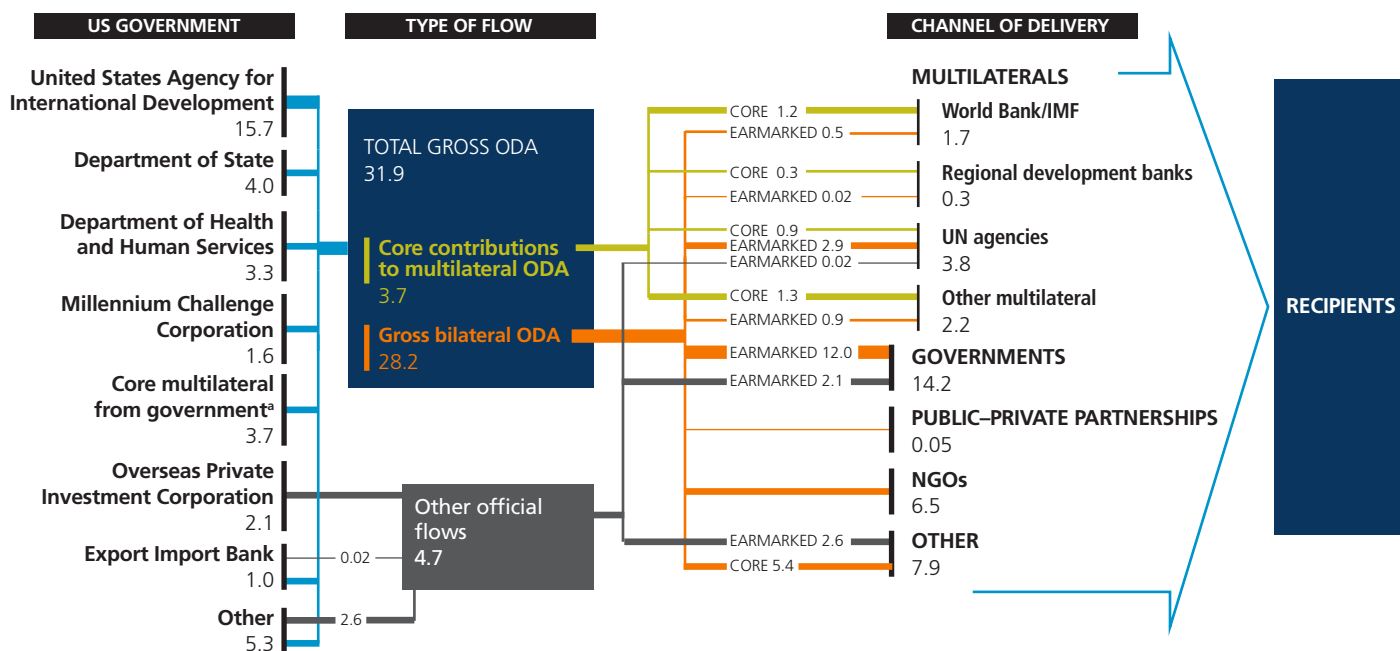 US GOVERNMENT
United States Agency for
International Development
15.7
Department of State
4.0
Department of Health
and Human Services
3.3
Millennium Challenge
Corporation
1.6
Core multilateral
from governmentᵃ
3.7
Overseas Private
Investment Corporation
2.1
Export Import Bank
1.0
0.02
Other
5.3
2.6
TYPE OF FLOW
TOTAL GROSS ODA
31.9
Core contributions
to multilateral ODA
3.7
Gross bilateral ODA
28.2
Other official
flows
4.7
CORE 1.2
EARMARKED 0.5
CORE 0.3
EARMARKED 0.02
CORE 0.9
EARMARKED 2.9
EARMARKED 0.02
CORE 1.3
EARMARKED 0.9
EARMARKED 12.0
EARMARKED 2.1
EARMARKED 2.6
CORE 5.4
CHANNEL OF DELIVERY
MULTILATERALS
World Bank/IMF
1.7
Regional development banks
0.3
UN agencies
3.8
Other multilateral
2.2
GOVERNMENTS
14.2
PUBLIC–PRIVATE PARTNERSHIPS
0.05
NGOs
6.5
OTHER
7.9
RECIPIENTS